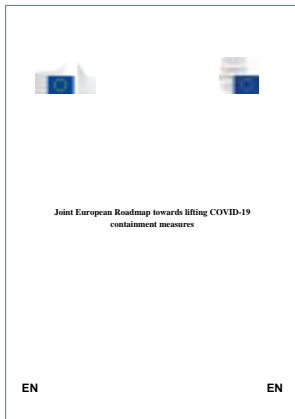 Joint European Roadmap towards lifting COVID-19
containment measures
EN EN